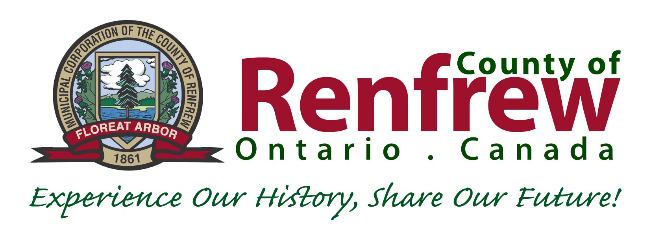 MUNICIPAL CORPORATION OF THE COUNTY OF RENFREW
FLOREAT ARBOR
1861
County of
Renfrew
Ontario . Canada
Experience Our History, Share Our Future!